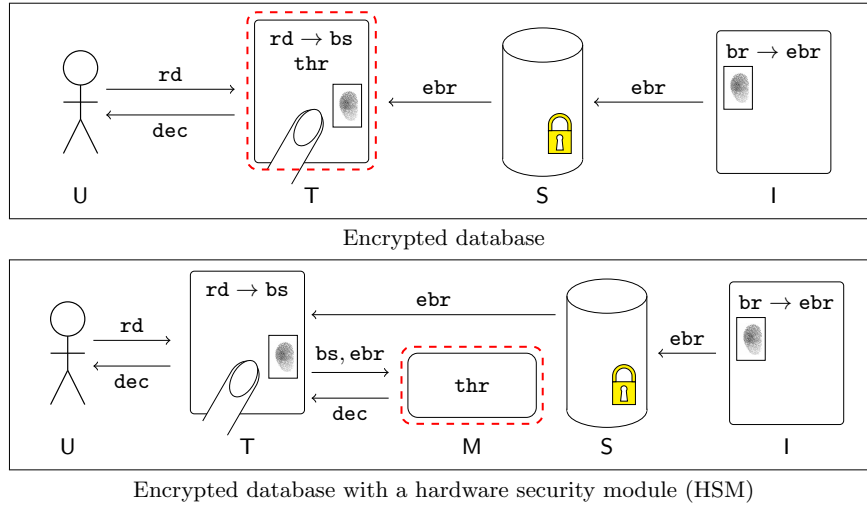 rd → bs
thr
rd
dec
ebr
ebr
br → ebr
U
T
S
I
Encrypted database
rd → bs
rd
dec
ebr
bs, ebr
dec
thr
ebr
br → ebr
U
T
M
S
I
Encrypted database with a hardware security module (HSM)